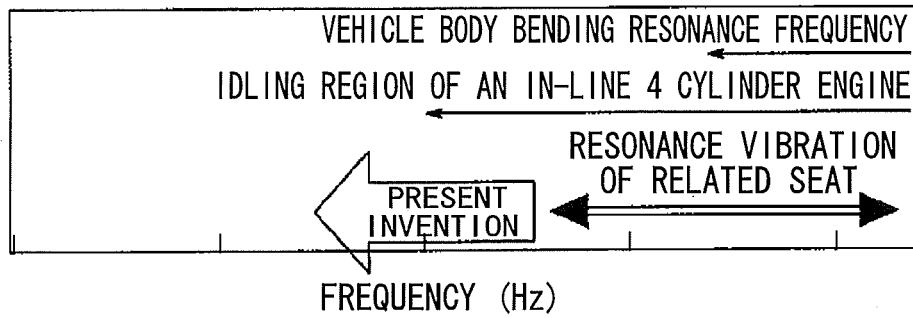 VEHICLE BODY BENDING RESONANCE FREQUENCY
IDLING REGION OF AN IN-LINE 4 CYLINDER ENGINE
RESONANCE VIBRATION
OF RELATED SEAT
PRESENT
INVENTION
FREQUENCY (Hz)